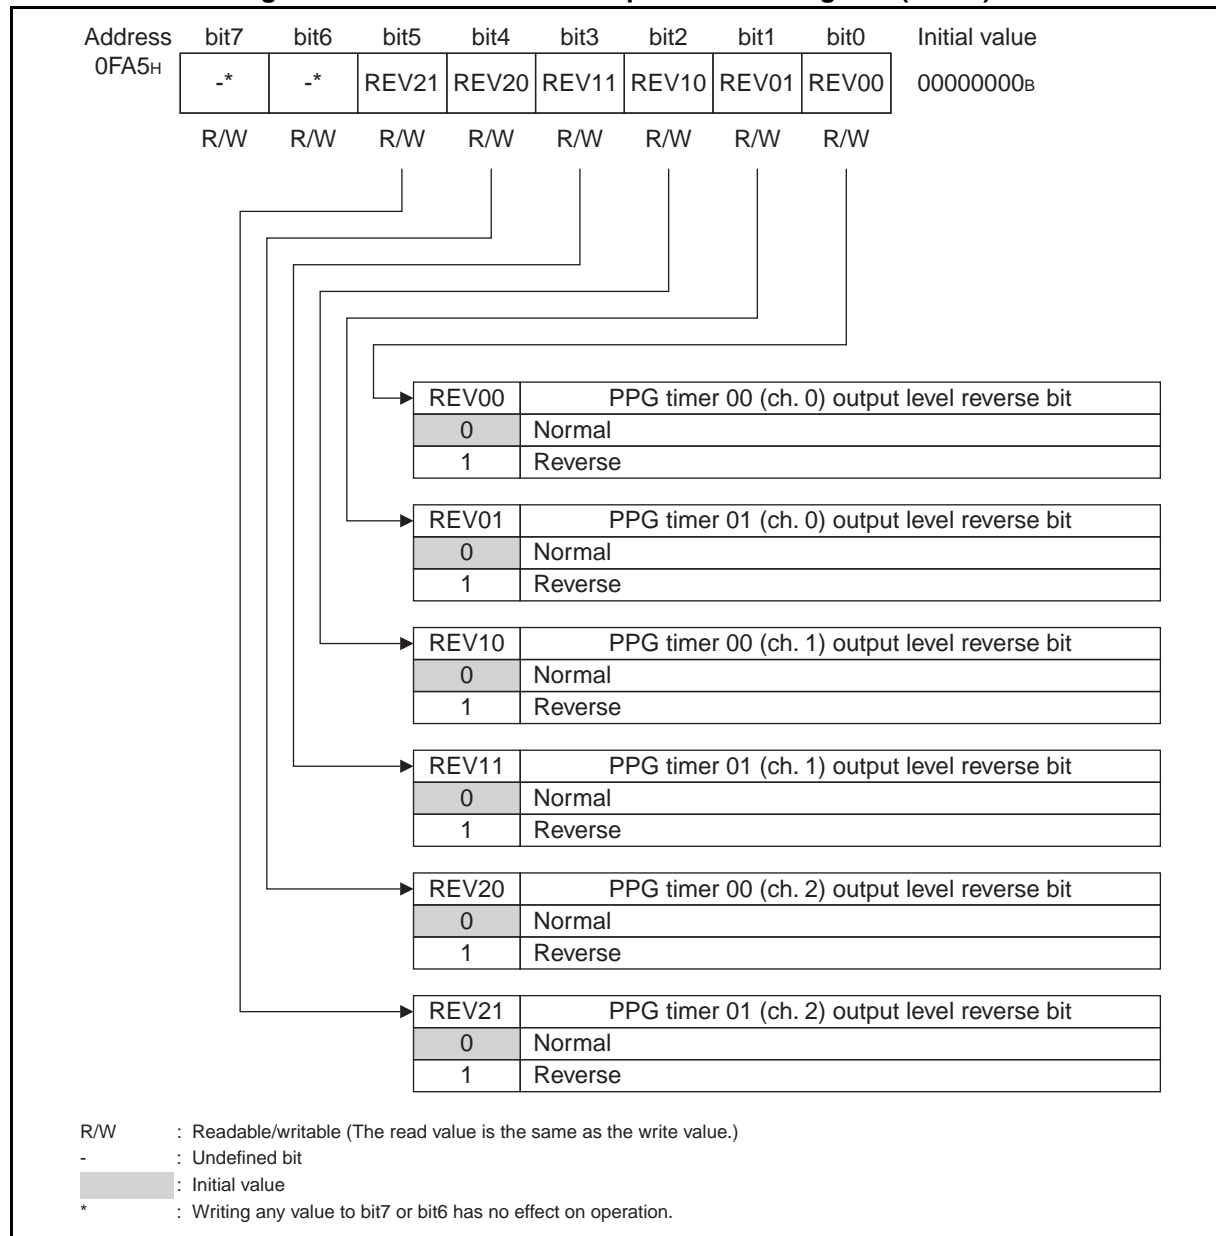 Address bit7 bit6 bit5 bit4 bit3 bit2 bit1 bit0 Initial value
0FA5H -* -* REV21 REV20 REV11 REV10 REV01 REV00 00000000B
R/W R/W R/W R/W R/W R/W R/W R/W
REV00 PPG timer 00 (ch. 0) output level reverse bit
0 Normal
1 Reverse
REV01 PPG timer 01 (ch. 0) output level reverse bit
0 Normal
1 Reverse
REV10 PPG timer 00 (ch. 1) output level reverse bit
0 Normal
1 Reverse
REV11 PPG timer 01 (ch. 1) output level reverse bit
0 Normal
1 Reverse
REV20 PPG timer 00 (ch. 2) output level reverse bit
0 Normal
1 Reverse
REV21 PPG timer 01 (ch. 2) output level reverse bit
0 Normal
1 Reverse
R/W : Readable/writable (The read value is the same as the write value.)
- : Undefined bit
: Initial value
* : Writing any value to bit7 or bit6 has no effect on operation.